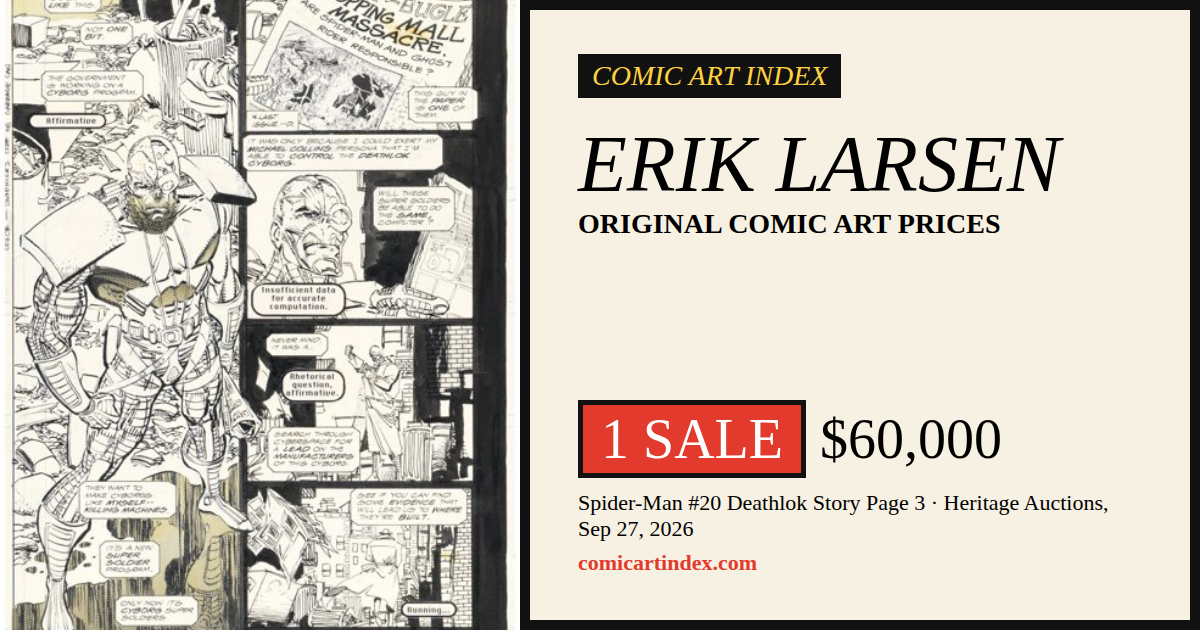 LIKE THIS.
NOT ONE
BIT.
THE GOVERNMENT
IS WORKING ON A
CYBORG PROGRAM.
Affirmative
THEY WANT TO
MAKE CYBORGS
LIKE MYSELF--
KILLING MACHINES.
IT'S A NEW
SUPER
SOLDIER
PROGRAM.
ONLY NOW IT'S
CYBORG SUPER
SOLDIERS.
BUGLE
MALL
MASSACRE.
ARE SPIDER-MAN AND GHOST
RIDER RESPONSIBLE?
THIS GUY IN
THE PAPER
IS ONE OF
THEM.
*LAST
ISSUE --D.
IT WAS ONLY BECAUSE I COULD EXERT MY
MICHAEL COLLINS PERSONA THAT I'M
ABLE TO CONTROL THE DEATHLOK
CYBORG.
WILL THESE
SUPER SOLDIERS
BE ABLE TO DO
THE SAME,
COMPUTER?
Insufficient data
for accurate
computation.
NEVER MIND,
IT WAS A...
Rhetorical
question,
affirmative.
SEARCH THROUGH
CYBERSPACE FOR
A LEAD ON THE
MANUFACTURERS
OF THIS CYBORG.
SEE IF YOU CAN FIND
SOME EVIDENCE THAT
WILL LEAD US TO WHERE
THEY'RE BUILT.
Running...
COMIC ART INDEX
ERIK LARSEN
ORIGINAL COMIC ART PRICES
1 SALE
$60,000
Spider-Man #20 Deathlok Story Page 3 · Heritage Auctions,
Sep 27, 2026
comicartindex.com